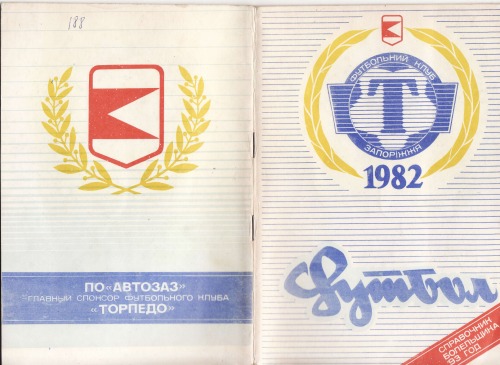 188
ПО «АВТОЗАЗ»
ГЛАВНЫЙ СПОНСОР ФУТБОЛЬНОГО КЛУБА
«ТОРПЕДО»
ФУТБОЛЬНИЙ КЛУБ
Т
ЗАПОРІЖЖЯ
1982
Футбол
СПРАВОЧНИК
БОЛЕЛЬЩИКА
93 ГОД